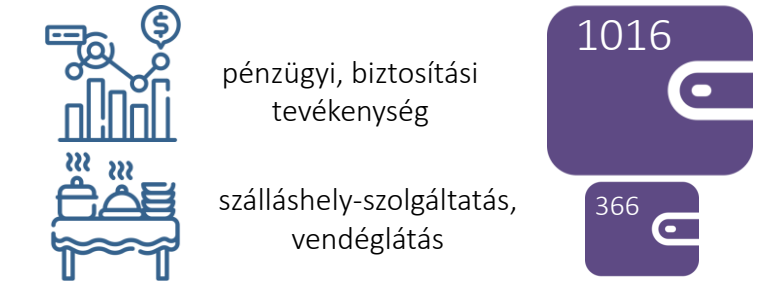 $
1016
pénzügyi, biztosítási
tevékenység
szálláshely-szolgáltatás,
vendéglátás
366